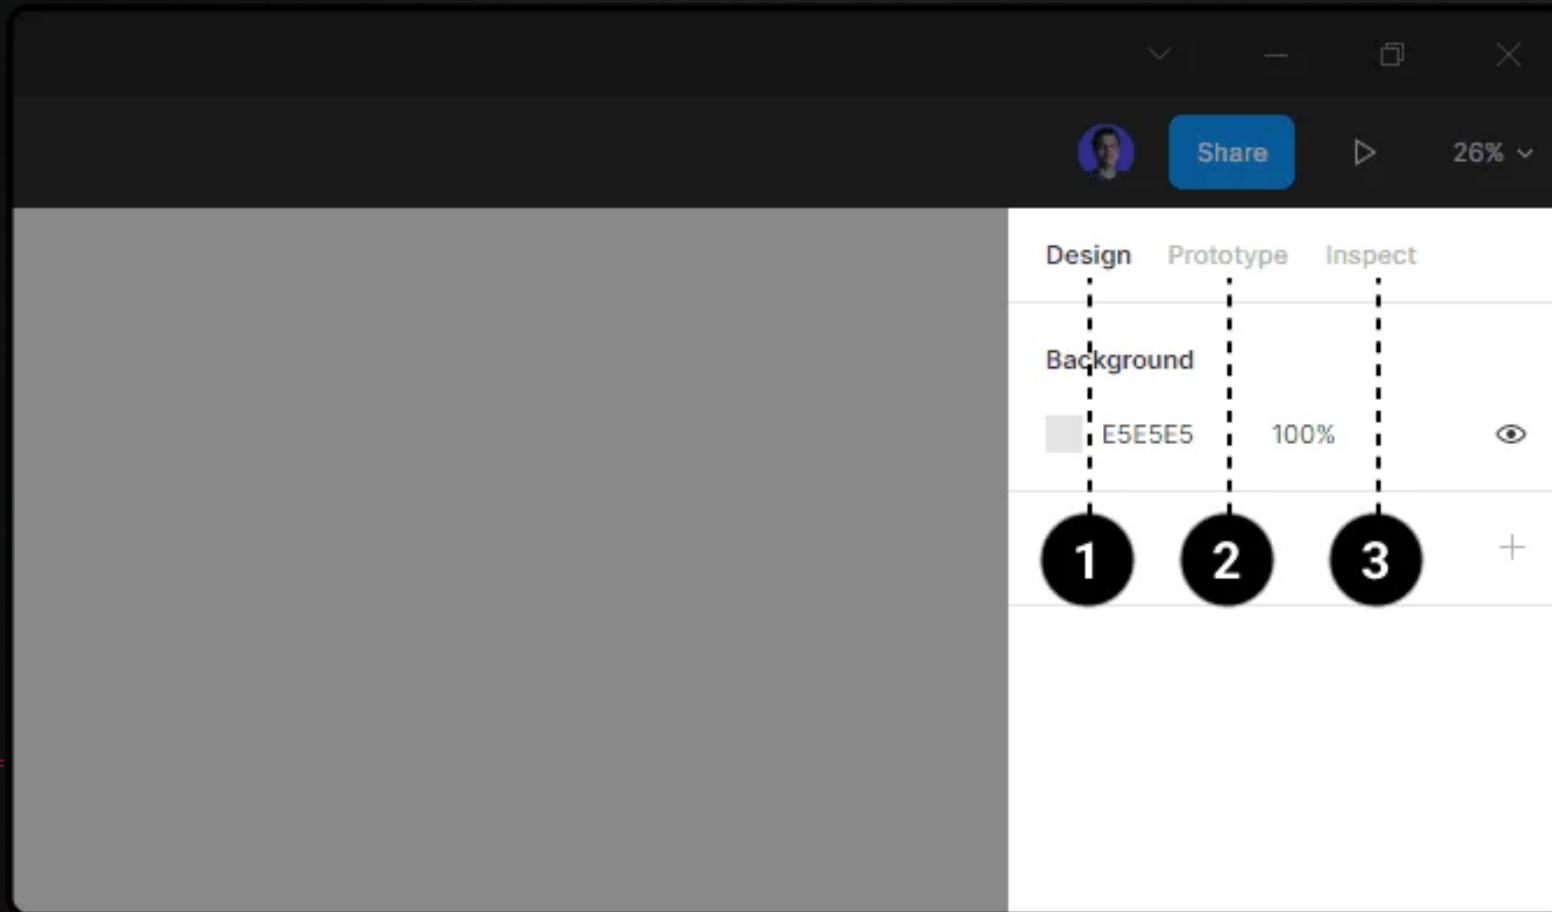 Share 26%
Design Prototype Inspect
Background
E5E5E5 100%
1 2 3